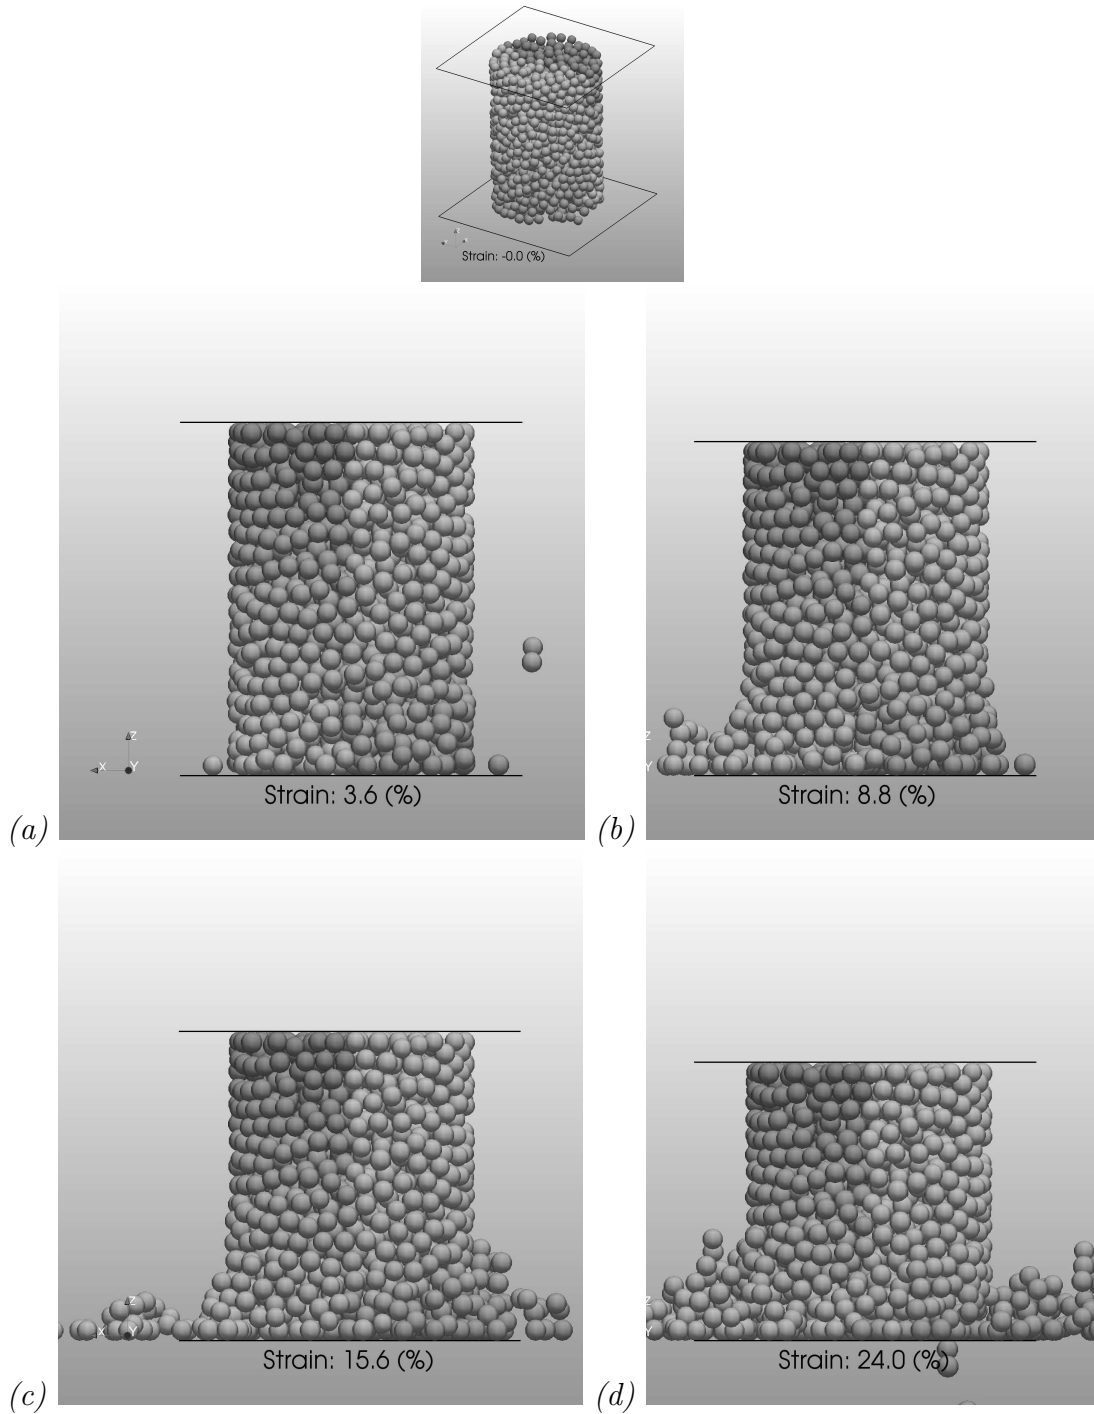 Strain: -0.0 (%)
Z
X
Y
Strain: 3.6 (%)
(a)
Z
Y
Strain: 8.8 (%)
(b)
Z
X
Y
Strain: 15.6 (%)
(c)
Z
Y
Strain: 24.0 (%)
(d)